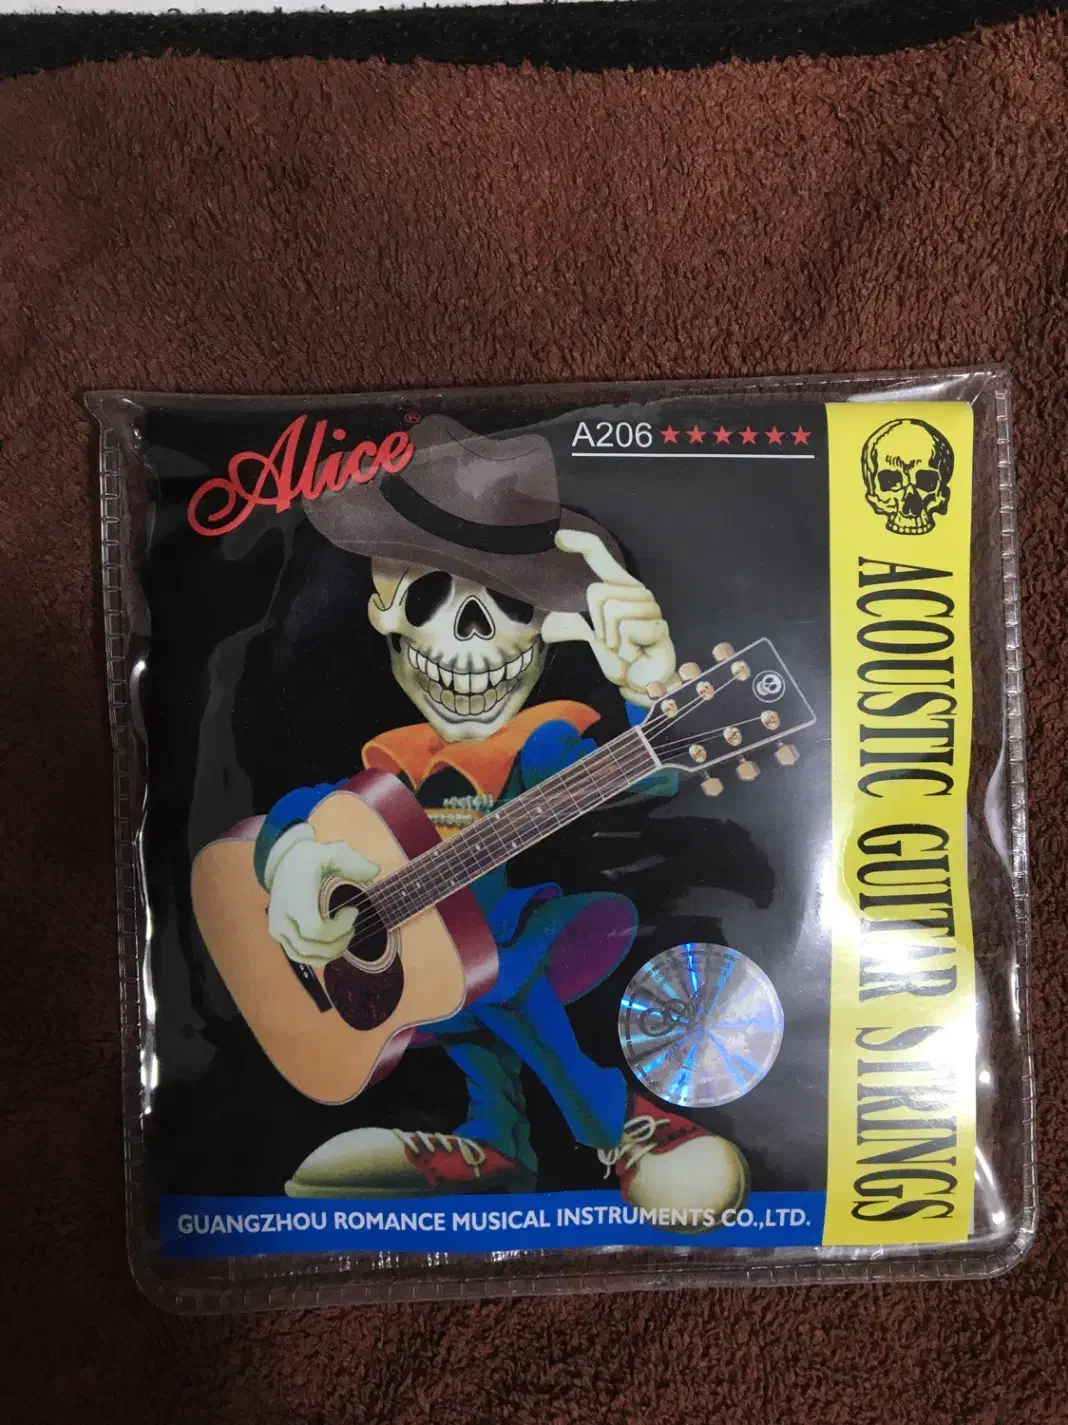 Alice®
A206 ★★★★★★
ACOUSTIC GUITAR STRINGS
GUANGZHOU ROMANCE MUSICAL INSTRUMENTS CO.,LTD.